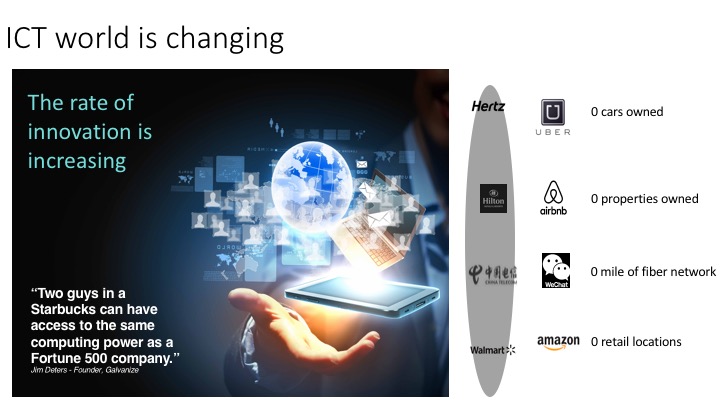 ICT world is changing
The rate of
innovation is
increasing
“Two guys in a
Starbucks can have
access to the same
computing power as a
Fortune 500 company.”
Jim Deters - Founder, Galvanize
Hertz
UBER
0 cars owned
Hilton
airbnb
0 properties owned
中国电信
CHINA TELECOM
WeChat
0 mile of fiber network
Walmart
amazon
0 retail locations